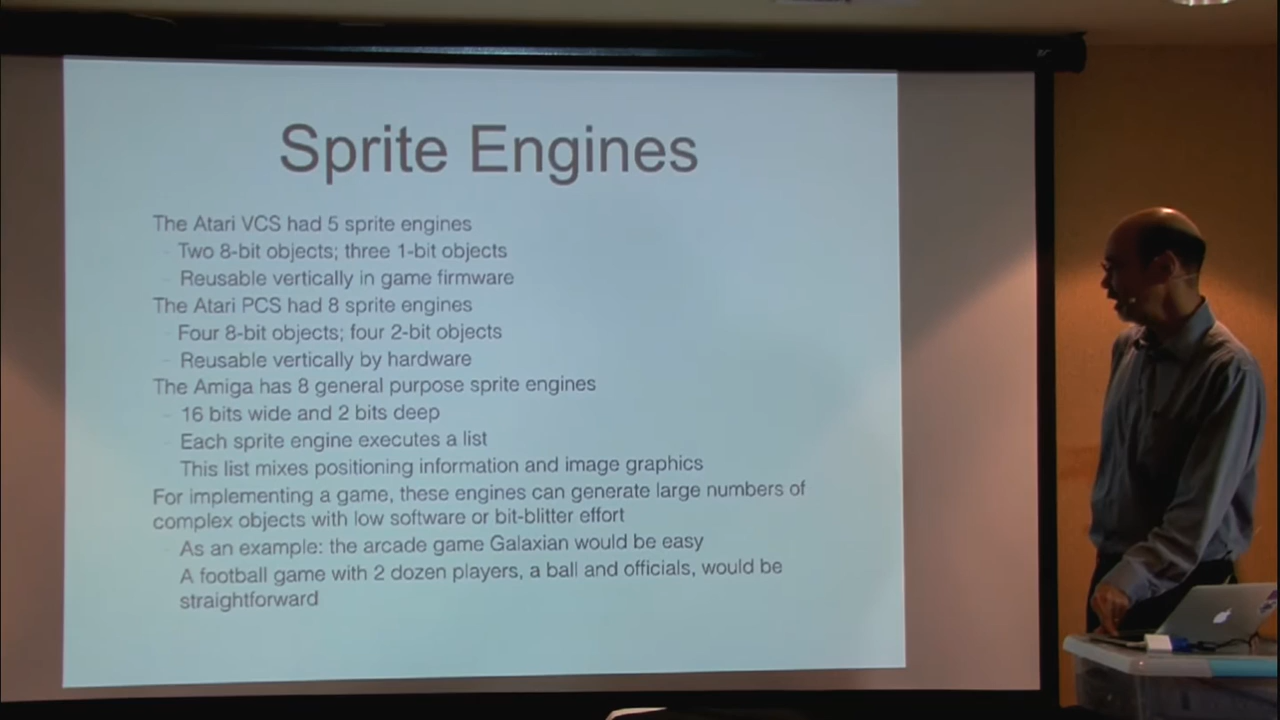 Sprite Engines
The Atari VCS had 5 sprite engines
- Two 8-bit objects; three 1-bit objects
- Reusable vertically in game firmware
The Atari PCS had 8 sprite engines
- Four 8-bit objects; four 2-bit objects
- Reusable vertically by hardware
The Amiga has 8 general purpose sprite engines
- 16 bits wide and 2 bits deep
- Each sprite engine executes a list
This list mixes positioning information and image graphics
For implementing a game, these engines can generate large numbers of
complex objects with low software or bit-blitter effort
- As an example: the arcade game Galaxian would be easy
A football game with 2 dozen players, a ball and officials, would be
straightforward